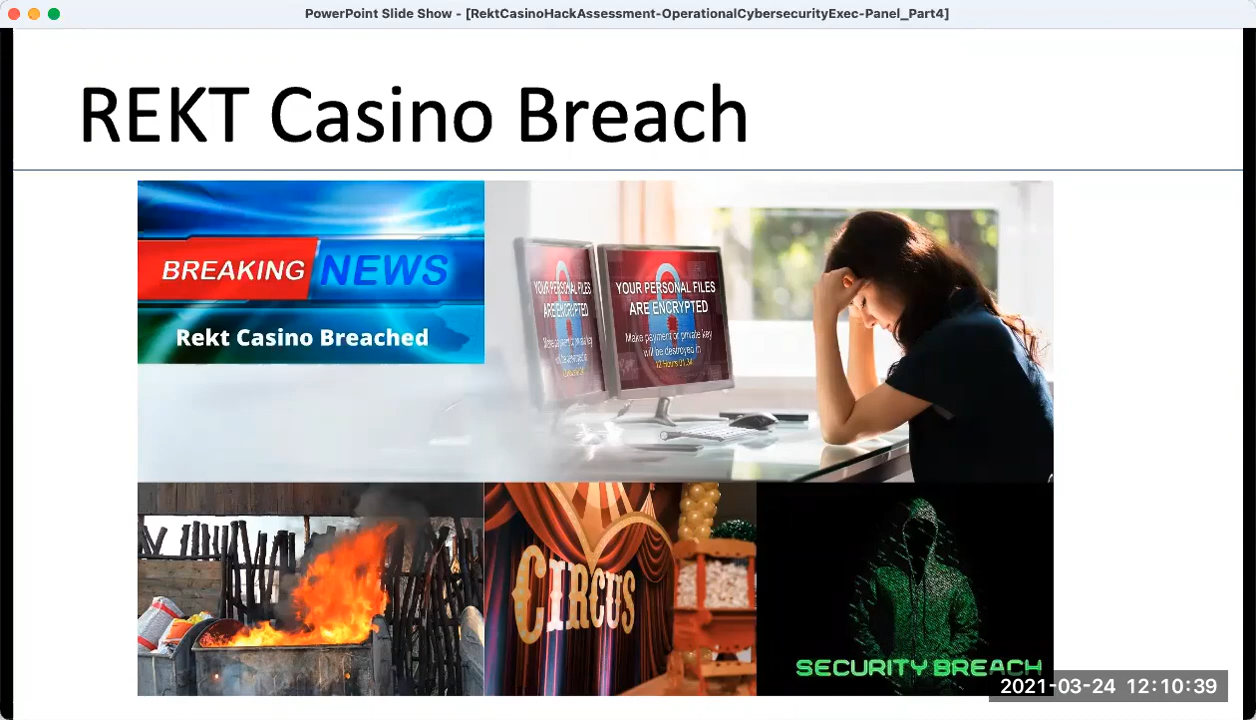 PowerPoint Slide Show - [RektCasinoHackAssessment-OperationalCybersecurityExec-Panel_Part4]
REKT Casino Breach
BREAKING NEWS
Rekt Casino Breached
YOUR PERSONAL FILES
ARE ENCRYPTED
YOUR PERSONAL FILES
ARE ENCRYPTED
Make payment or private key
will be destroyed in
CIRCUS
SECURITY BREACH
2021-03-24 12:10:39